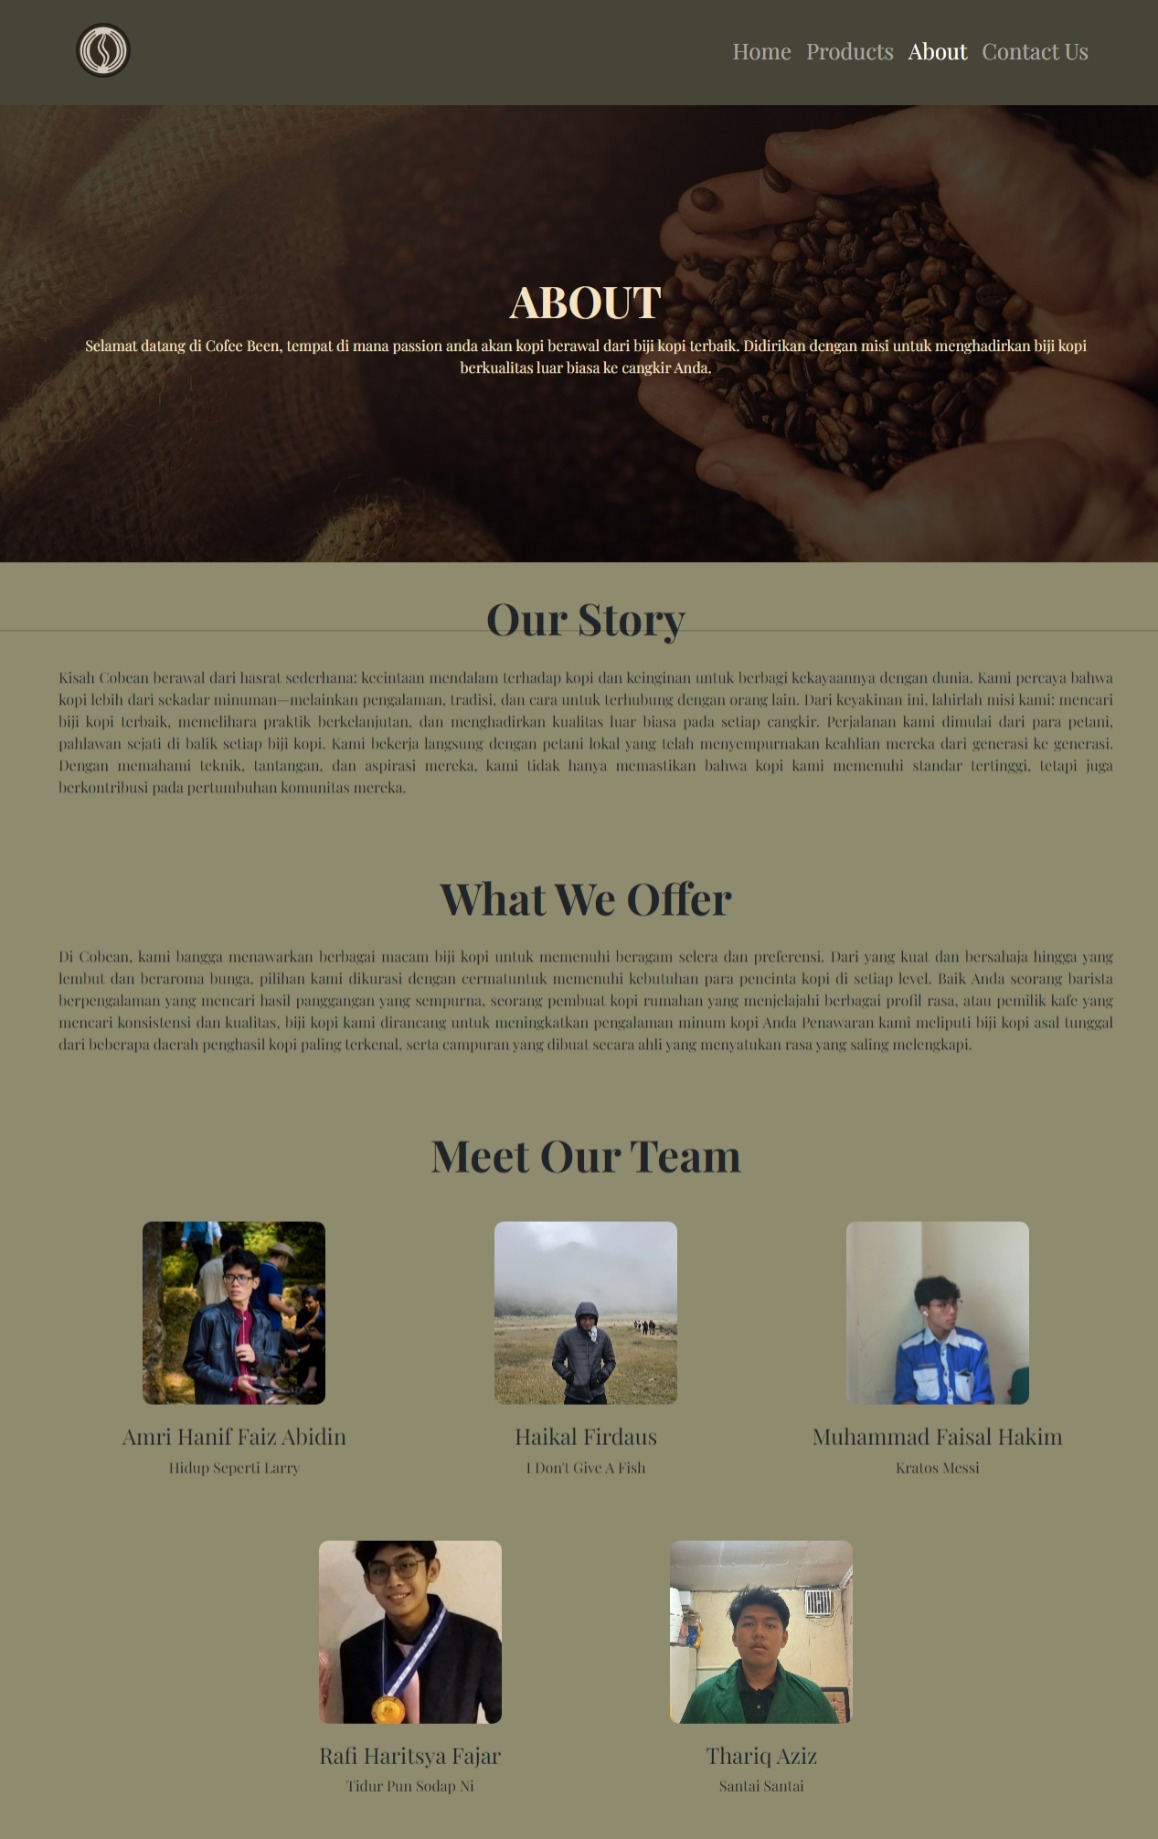 Home Products About Contact Us
ABOUT
Selamat datang di Cofee Been, tempat di mana passion anda akan kopi berawal dari biji kopi terbaik. Didirikan dengan misi untuk menghadirkan biji kopi
berkualitas luar biasa ke cangkir Anda.
Our Story
Kisah Cobean berawal dari hasrat sederhana: kecintaan mendalam terhadap kopi dan keinginan untuk berbagi kekayaannya dengan dunia. Kami percaya bahwa
kopi lebih dari sekadar minuman—melainkan pengalaman, tradisi, dan cara untuk terhubung dengan orang lain. Dari keyakinan ini, lahirlah misi kami: mencari
biji kopi terbaik, memelihara praktik berkelanjutan, dan menghadirkan kualitas luar biasa pada setiap cangkir. Perjalanan kami dimulai dari para petani,
pahlawan sejati di balik setiap biji kopi. Kami bekerja langsung dengan petani lokal yang telah menyempurnakan keahlian mereka dari generasi ke generasi.
Dengan memahami teknik, tantangan, dan aspirasi mereka, kami tidak hanya memastikan bahwa kopi kami memenuhi standar tertinggi, tetapi juga
berkontribusi pada pertumbuhan komunitas mereka.
What We Offer
Di Cobean, kami bangga menawarkan berbagai macam biji kopi untuk memenuhi beragam selera dan preferensi. Dari yang kuat dan bersahaja hingga yang
lembut dan beraroma bunga, pilihan kami dikurasi dengan cermatuntuk memenuhi kebutuhan para pencinta kopi di setiap level. Baik Anda seorang barista
berpengalaman yang mencari hasil panggangan yang sempurna, seorang pembuat kopi rumahan yang menjelajahi berbagai profil rasa, atau pemilik kafe yang
mencari konsistensi dan kualitas, biji kopi kami dirancang untuk meningkatkan pengalaman minum kopi Anda Penawaran kami meliputi biji kopi asal tunggal
dari beberapa daerah penghasil kopi paling terkenal, serta campuran yang dibuat secara ahli yang menyatukan rasa yang saling melengkapi.
Meet Our Team
Amri Hanif Faiz Abidin
Hidup Seperti Larry
Haikal Firdaus
I Don't Give A Fish
Muhammad Faisal Hakim
Kratos Messi
Rafi Haritsya Fajar
Tidur Pun Sodap Ni
Thariq Aziz
Santai Santai